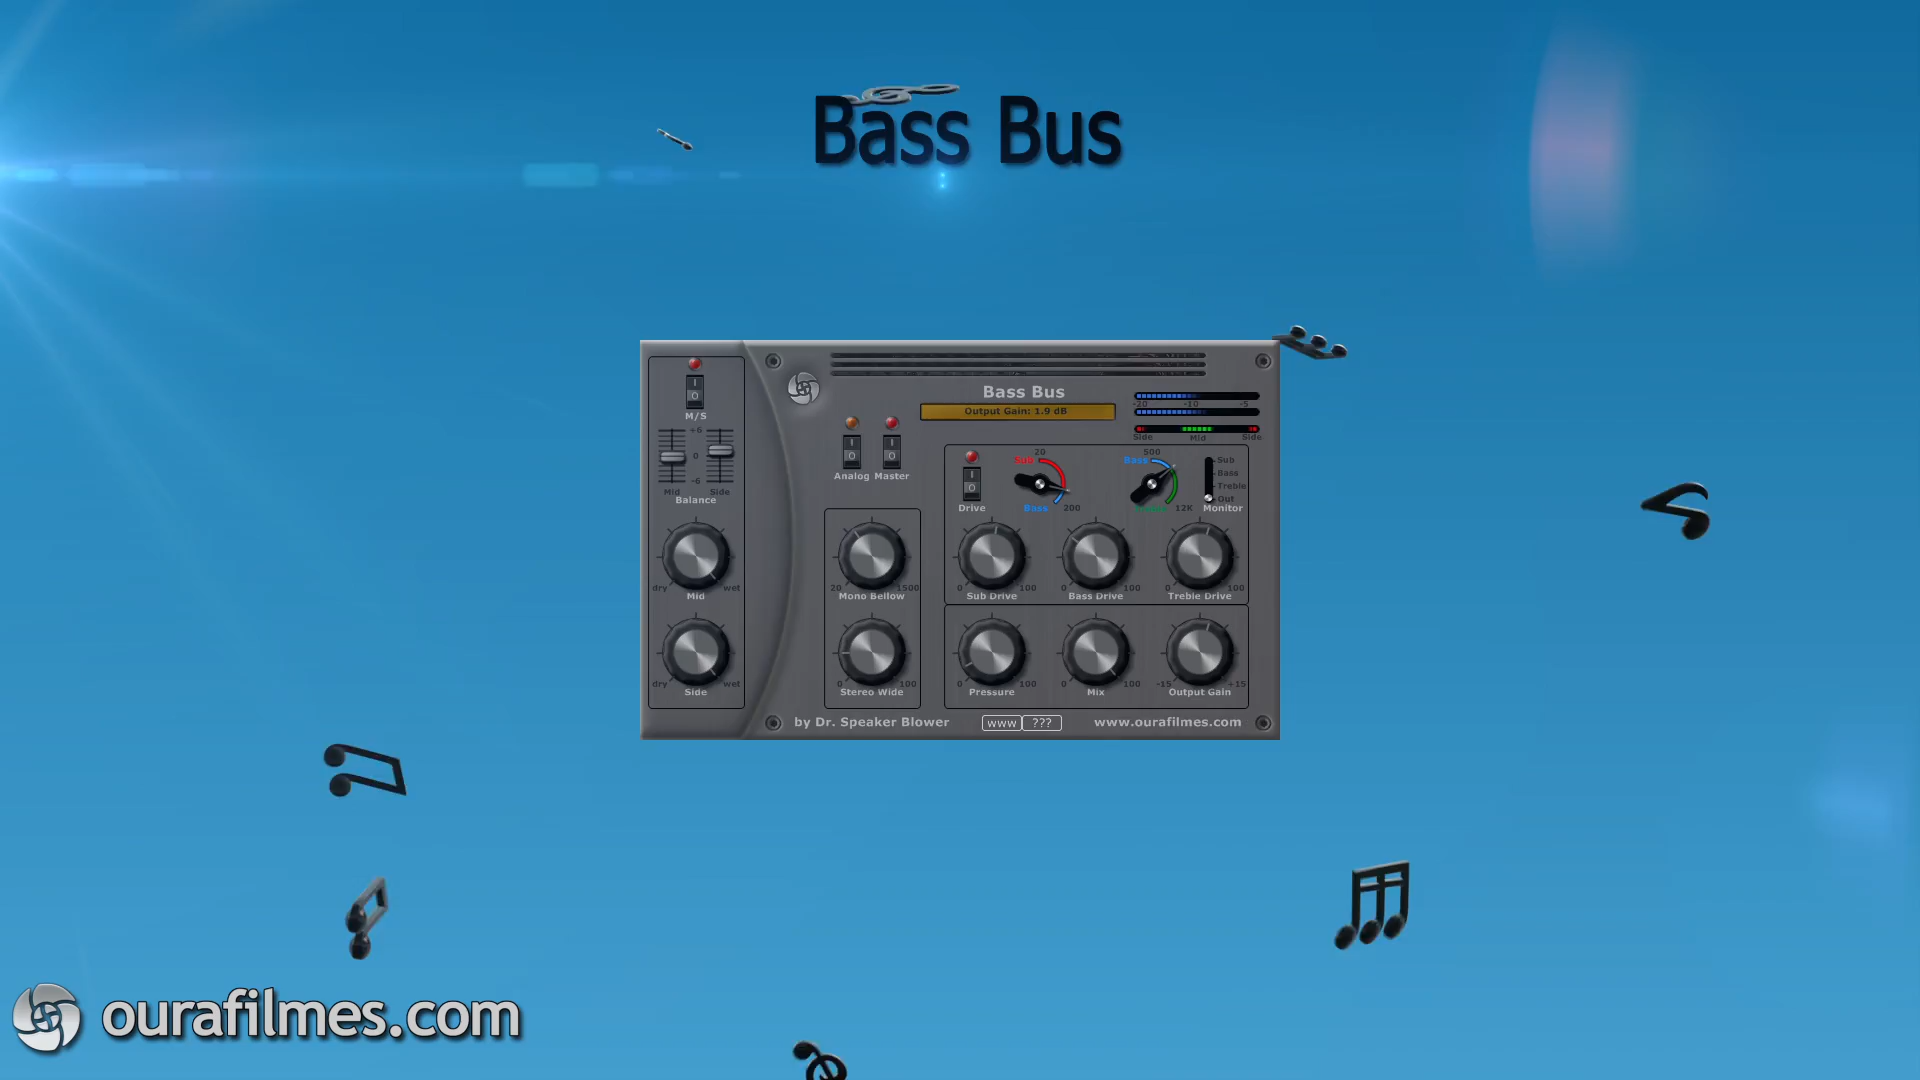 Bass Bus
Bass Bus
Output Gain: 1.9 dB
-20 -10 -5
Side Mid Side
I
O
M/S
+6
0
-6
Mid Side
Balance
I I
O O
Analog Master
I
O
Drive
20
Sub
Bass 200
500
Bass
12K
Sub
Bass
Treble
Out
Monitor
dry wet
Mid
20 1500
Mono Bellow
0 100
Sub Drive
0 100
Bass Drive
0 100
Treble Drive
dry wet
Side
0 100
Stereo Wide
0 100
Pressure
0 100
Mix
-15 +15
Output Gain
by Dr. Speaker Blower www ??? www.ourafilmes.com
ourafilmes.com